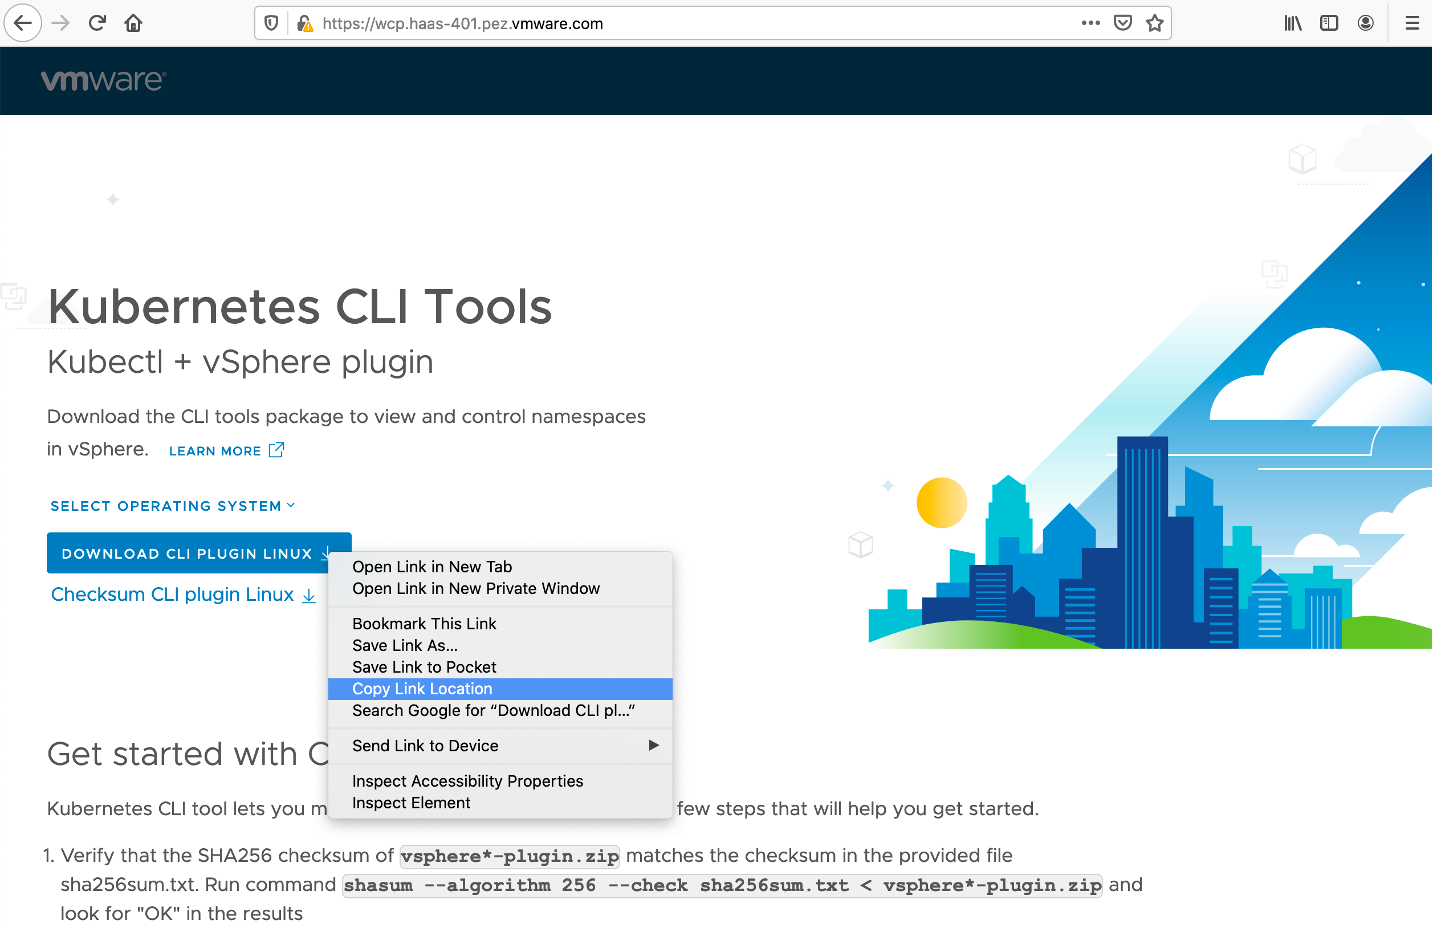 https://wcp.haas-401.pez.vmware.com
vmware®
Kubernetes CLI Tools
Kubectl + vSphere plugin
Download the CLI tools package to view and control namespaces
in vSphere. LEARN MORE
SELECT OPERATING SYSTEM
DOWNLOAD CLI PLUGIN LINUX
Checksum CLI plugin Linux
Open Link in New Tab
Open Link in New Private Window
Bookmark This Link
Save Link As...
Save Link to Pocket
Copy Link Location
Search Google for “Download CLI pl...“
Send Link to Device
Inspect Accessibility Properties
Inspect Element
Get started with C
Kubernetes CLI tool lets you m few steps that will help you get started.
1. Verify that the SHA256 checksum of vsphere*-plugin.zip matches the checksum in the provided file
sha256sum.txt. Run command shasum --algorithm 256 --check sha256sum.txt < vsphere*-plugin.zip and
look for "OK" in the results